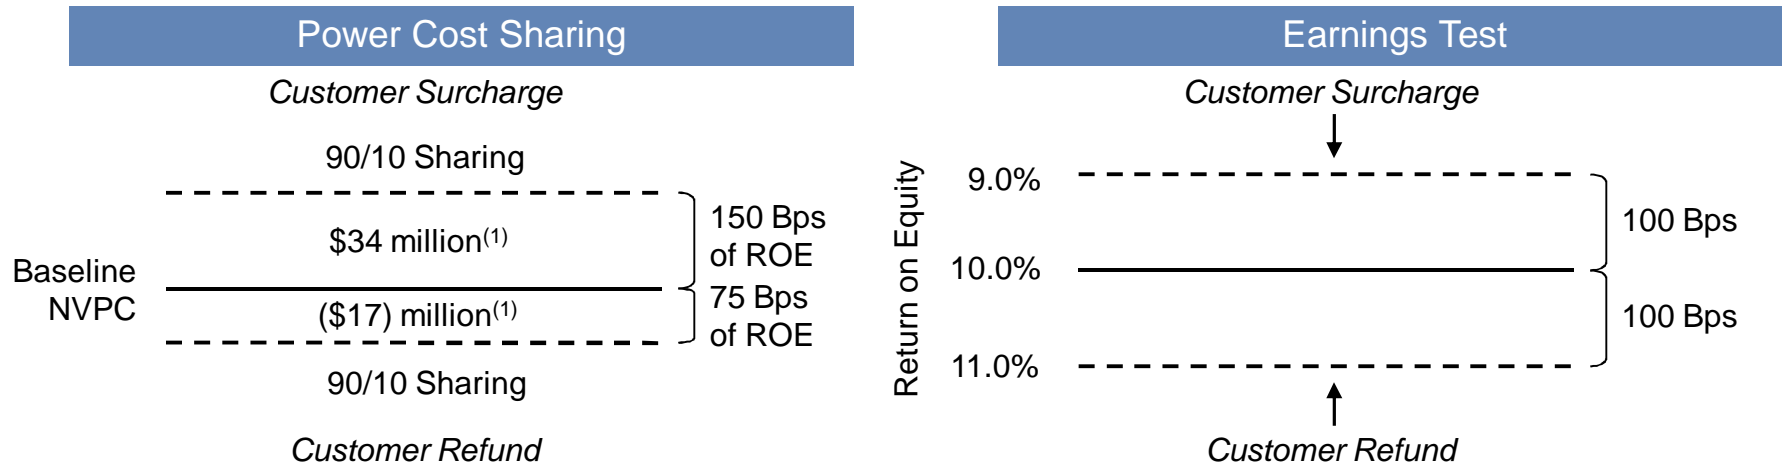 Power Cost Sharing
Customer Surcharge
90/10 Sharing
$34 million(1)
150 Bps
of ROE
Baseline
NVPC
($17) million(1)
75 Bps
of ROE
90/10 Sharing
Customer Refund
Earnings Test
Customer Surcharge
Return on Equity
9.0%
100 Bps
10.0%
100 Bps
11.0%
Customer Refund